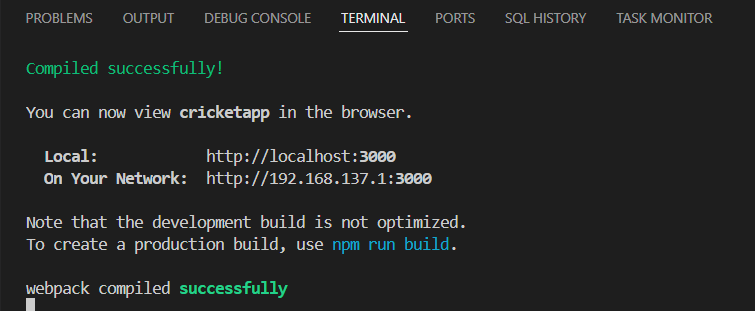 PROBLEMS OUTPUT DEBUG CONSOLE TERMINAL PORTS SQL HISTORY TASK MONITOR
Compiled successfully!
You can now view cricketapp in the browser.
Local: http://localhost:3000
On Your Network: http://192.168.137.1:3000
Note that the development build is not optimized.
To create a production build, use npm run build.
webpack compiled successfully